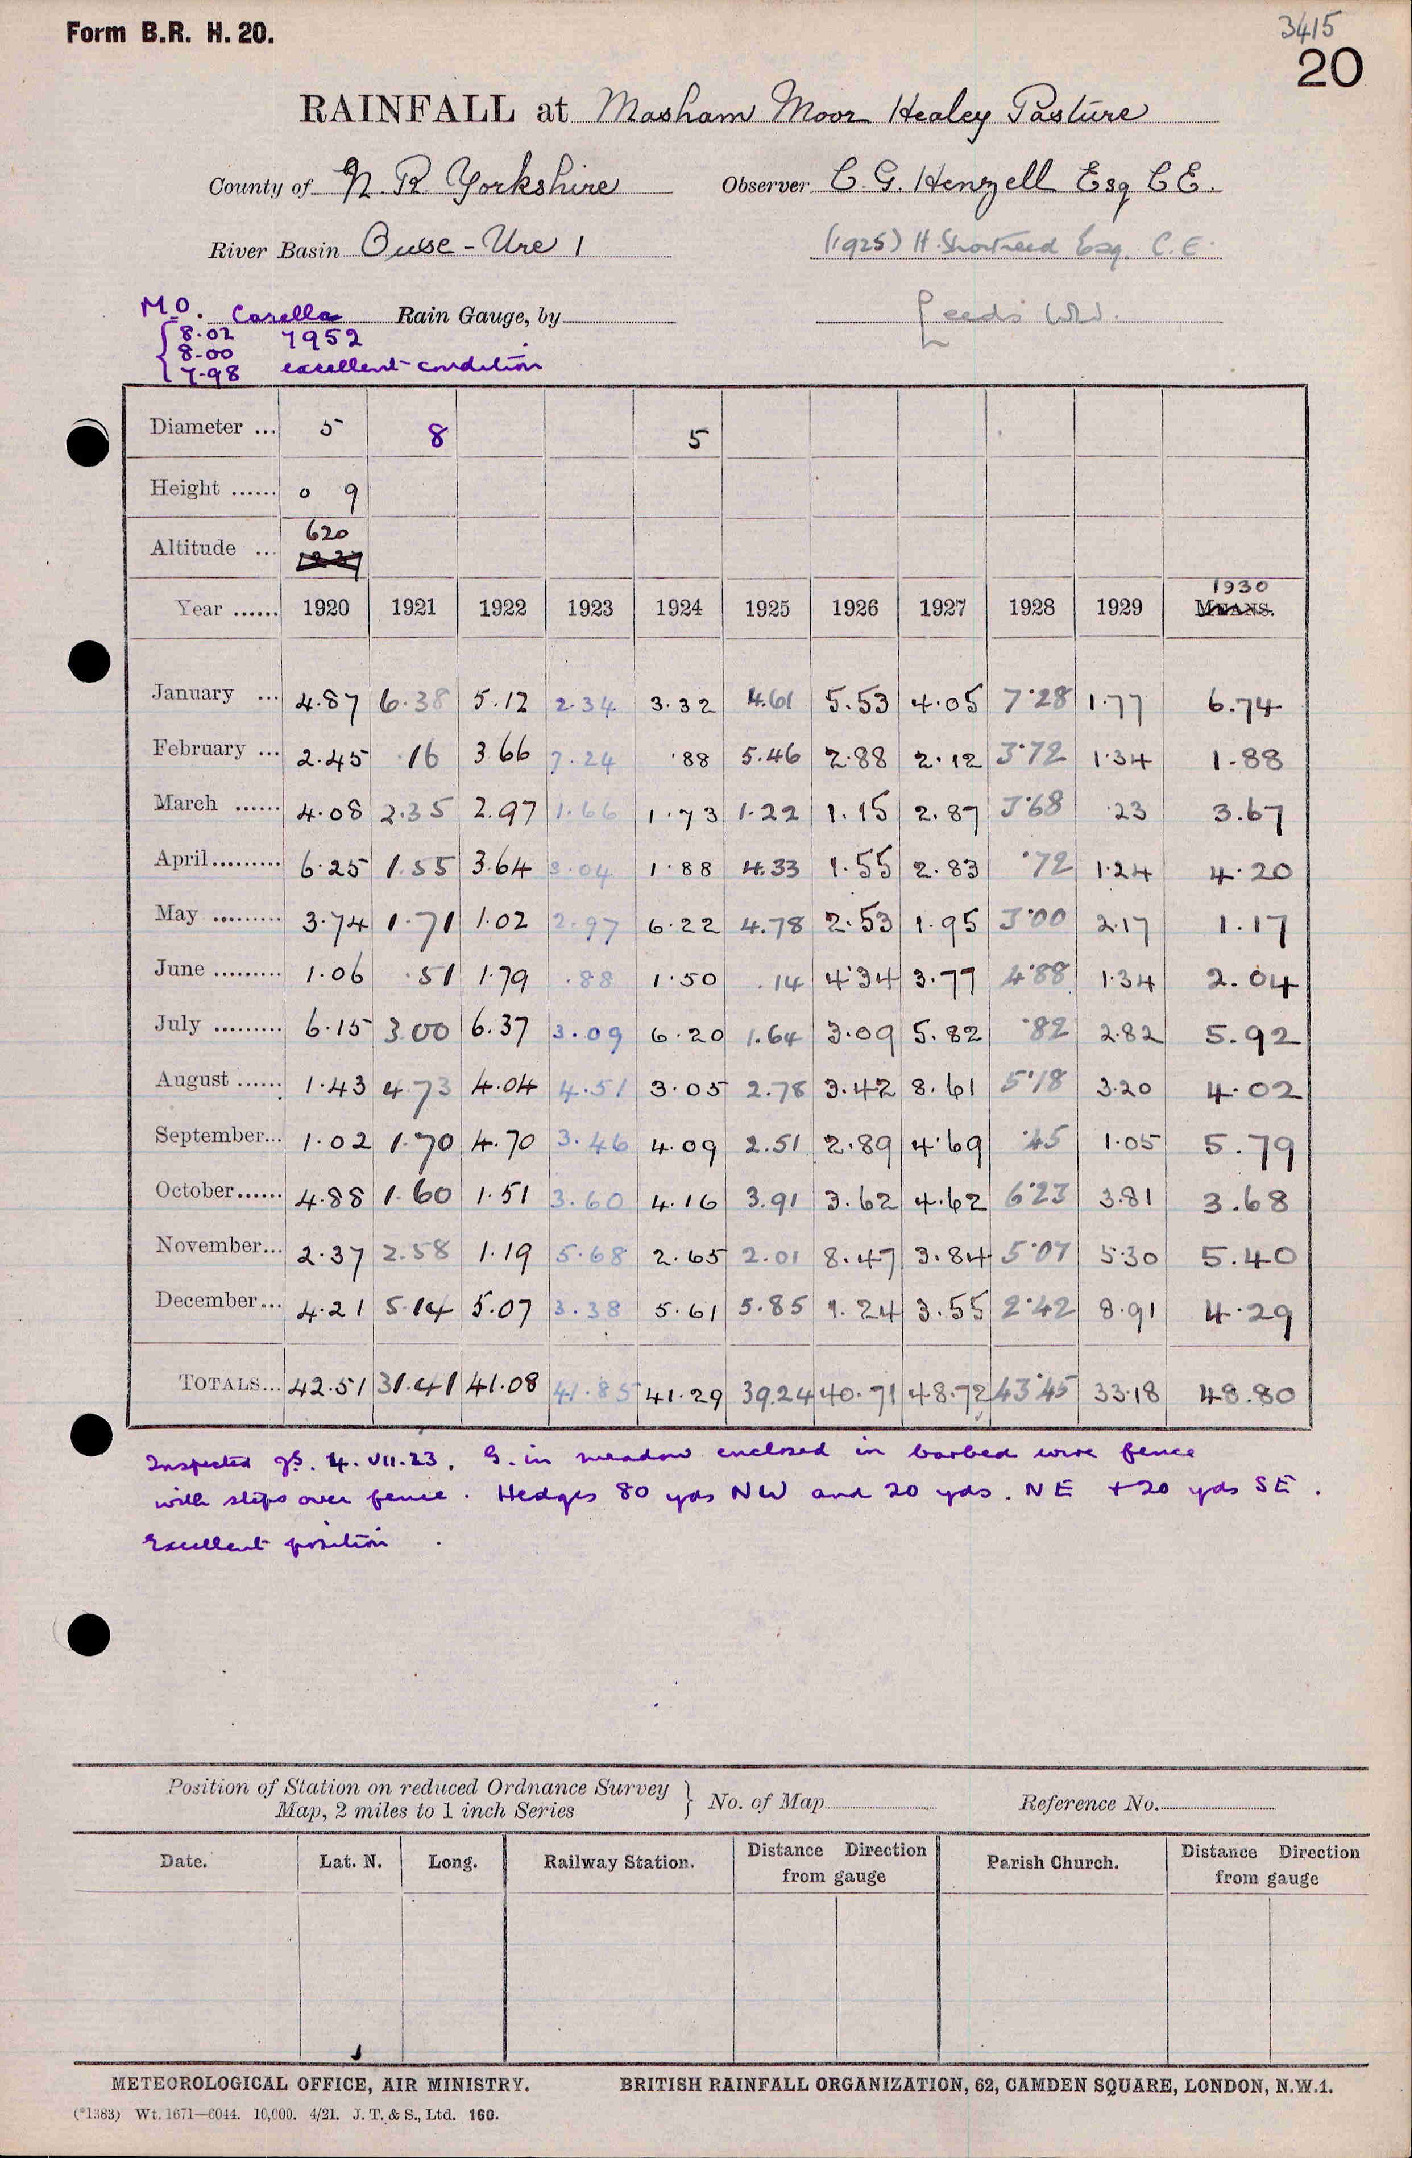 Form B.R. H. 20.
3415
20
RAINFALL at Masham Moor Healey Pasture
County of N. R Yorkshire Observer C. G. Henzell Esq C E.
River Basin Ouse - Ure 1 (1925) H. Shortreed Esq. C. E.
M.O. Casella Rain Gauge, by Leeds W.W.
8.02 7952
8.00
7.98 excellent condition
Diameter ... 5 8 5
Height ...... 0 9
620
Altitude ...
1930
Year ...... 1920 1921 1922 1923 1924 1925 1926 1927 1928 1929 MEANS.
January ... 4.87 6.38 5.12 2.34 3.32 4.61 5.53 4.05 7.28 1.77 6.74
February ... 2.45 .16 3.66 7.24 .88 5.46 2.88 2.12 3.72 1.34 1.88
March ...... 4.08 2.35 2.97 1.66 1.73 1.22 1.15 2.87 3.68 .23 3.67
April......... 6.25 1.55 3.64 3.04 1.88 4.33 1.55 2.83 .72 1.24 4.20
May ......... 3.74 1.71 1.02 2.97 6.22 4.78 2.53 1.95 3.00 2.17 1.17
June ......... 1.06 .51 1.79 .88 1.50 .14 4.34 3.77 4.88 1.34 2.04
July ......... 6.15 3.00 6.37 3.09 6.20 1.64 3.09 5.82 .82 2.82 5.92
August ...... 1.43 4.73 4.04 4.51 3.05 2.78 3.42 8.61 5.18 3.20 4.02
September... 1.02 1.70 4.70 3.46 4.09 2.51 2.89 4.69 .45 1.05 5.79
October...... 4.88 1.60 1.51 3.60 4.16 3.91 3.62 4.62 6.23 3.81 3.68
November... 2.37 2.58 1.19 5.68 2.65 2.01 8.47 3.84 5.07 5.30 5.40
December... 4.21 5.14 5.07 3.38 5.61 5.85 1.24 3.55 2.42 8.91 4.29
TOTALS... 42.51 31.41 41.08 41.85 41.29 39.24 40.71 48.72 43.45 33.18 48.80
Inspected 4.VII.23. G. in meadow enclosed in barbed wire fence
with steps over fence. Hedges 80 yds NW and 20 yds. NE + 20 yds SE.
Excellent position.
Position of Station on reduced Ordnance Survey
Map, 2 miles to 1 inch Series } No. of Map Reference No.
Date. Lat. N. Long. Railway Station. Distance Direction from gauge Parish Church. Distance Direction from gauge
METEOROLOGICAL OFFICE, AIR MINISTRY. BRITISH RAINFALL ORGANIZATION, 62, CAMDEN SQUARE, LONDON, N.W.1.
(*1383) Wt. 1671—6044. 10,000. 4/21. J. T. & S., Ltd. 160.